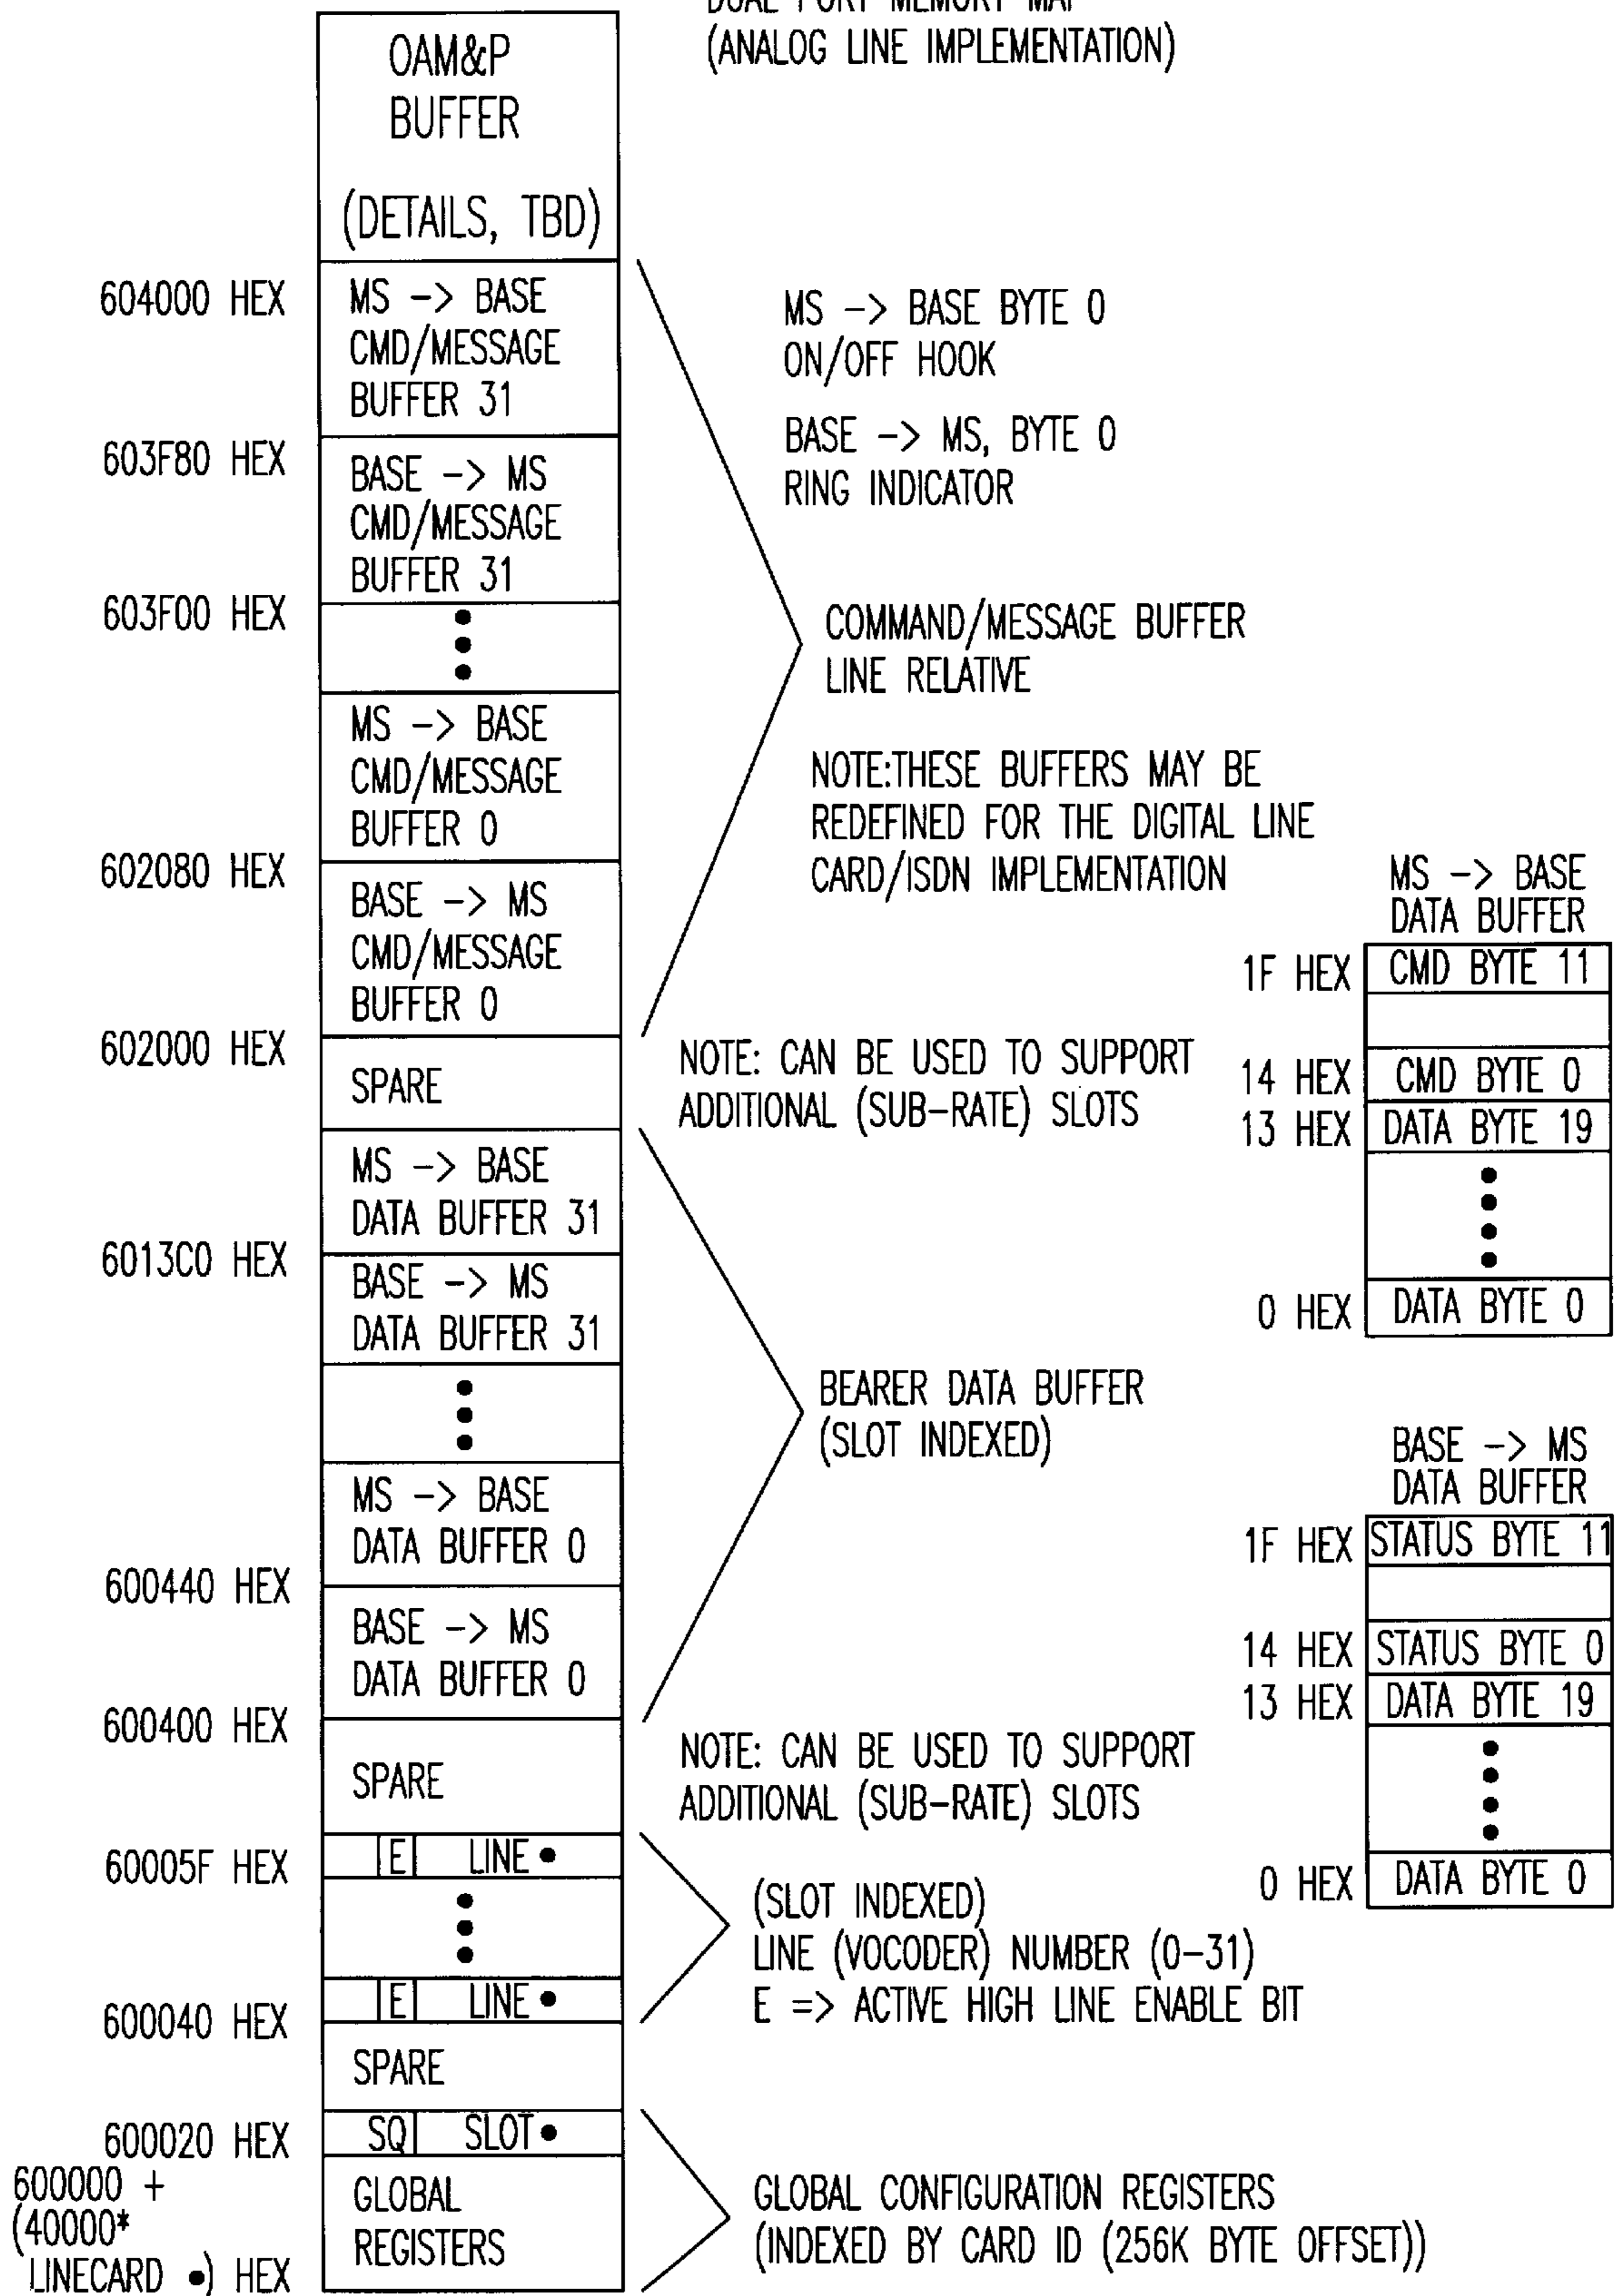 DUAL PORT MEMORY MAP
(ANALOG LINE IMPLEMENTATION)
OAM&P
BUFFER
(DETAILS, TBD)
604000 HEX
MS -> BASE
CMD/MESSAGE
BUFFER 31
MS -> BASE BYTE 0
ON/OFF HOOK
BASE -> MS, BYTE 0
RING INDICATOR
603F80 HEX
BASE -> MS
CMD/MESSAGE
BUFFER 31
603F00 HEX
COMMAND/MESSAGE BUFFER
LINE RELATIVE
MS -> BASE
CMD/MESSAGE
BUFFER 0
NOTE:THESE BUFFERS MAY BE
REDEFINED FOR THE DIGITAL LINE
CARD/ISDN IMPLEMENTATION
602080 HEX
BASE -> MS
CMD/MESSAGE
BUFFER 0
602000 HEX
SPARE
NOTE: CAN BE USED TO SUPPORT
ADDITIONAL (SUB-RATE) SLOTS
MS -> BASE
DATA BUFFER
1F HEX CMD BYTE 11
14 HEX CMD BYTE 0
13 HEX DATA BYTE 19
0 HEX DATA BYTE 0
MS -> BASE
DATA BUFFER 31
6013C0 HEX
BASE -> MS
DATA BUFFER 31
BEARER DATA BUFFER
(SLOT INDEXED)
MS -> BASE
DATA BUFFER 0
600440 HEX
BASE -> MS
DATA BUFFER 0
600400 HEX
SPARE
NOTE: CAN BE USED TO SUPPORT
ADDITIONAL (SUB-RATE) SLOTS
BASE -> MS
DATA BUFFER
1F HEX STATUS BYTE 11
14 HEX STATUS BYTE 0
13 HEX DATA BYTE 19
0 HEX DATA BYTE 0
60005F HEX
E LINE •
(SLOT INDEXED)
LINE (VOCODER) NUMBER (0-31)
E => ACTIVE HIGH LINE ENABLE BIT
E LINE •
600040 HEX
SPARE
600020 HEX
SQ SLOT •
600000 +
(40000*
LINECARD •) HEX
GLOBAL
REGISTERS
GLOBAL CONFIGURATION REGISTERS
(INDEXED BY CARD ID (256K BYTE OFFSET))